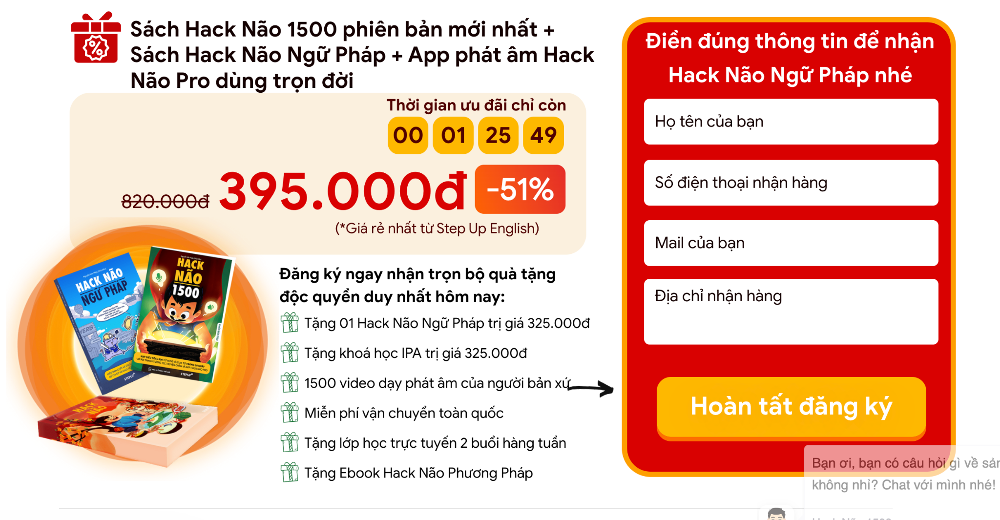 Sách Hack Não 1500 phiên bản mới nhất +
Sách Hack Não Ngữ Pháp + App phát âm Hack
Não Pro dùng trọn đời
Thời gian ưu đãi chỉ còn
00 01 25 49
820.000đ 395.000đ -51%
(*Giá rẻ nhất từ Step Up English)
HACK NÃO
NGỮ PHÁP
VERB
OBJECT
STEPUP
HACK
NÃO
1500
STEPUP
HACK
NÃO
Đăng ký ngay nhận trọn bộ quà tặng
độc quyền duy nhất hôm nay:
Tặng 01 Hack Não Ngữ Pháp trị giá 325.000đ
Tặng khoá học IPA trị giá 325.000đ
1500 video dạy phát âm của người bản xứ
Miễn phí vận chuyển toàn quốc
Tặng lớp học trực tuyến 2 buổi hàng tuần
Tặng Ebook Hack Não Phương Pháp
Điền đúng thông tin để nhận
Hack Não Ngữ Pháp nhé
Họ tên của bạn
Số điện thoại nhận hàng
Mail của bạn
Địa chỉ nhận hàng
Hoàn tất đăng ký
Bạn ơi, bạn có câu hỏi gì về sản
không nhỉ? Chat với mình nhé!